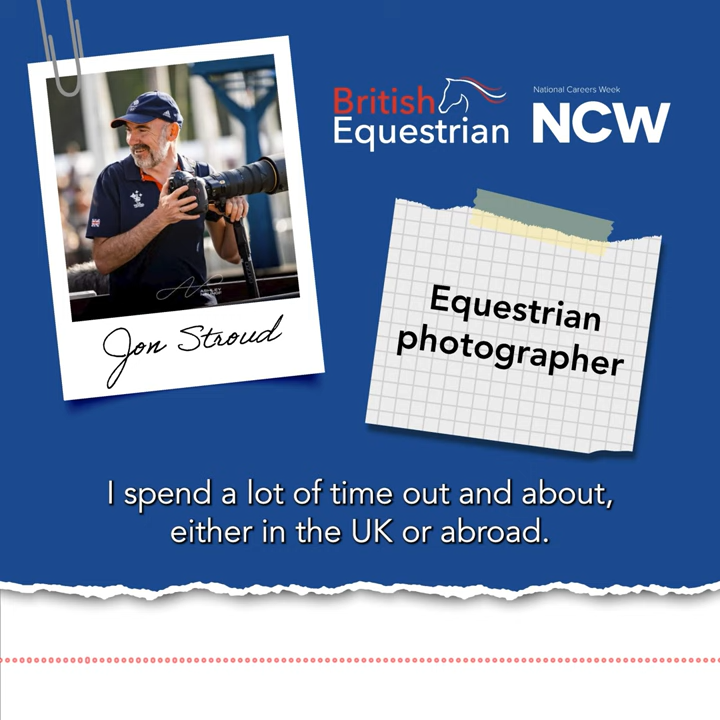 British
Equestrian
National Careers Week
NCW
Jon Stroud
Equestrian
photographer
I spend a lot of time out and about,
either in the UK or abroad.